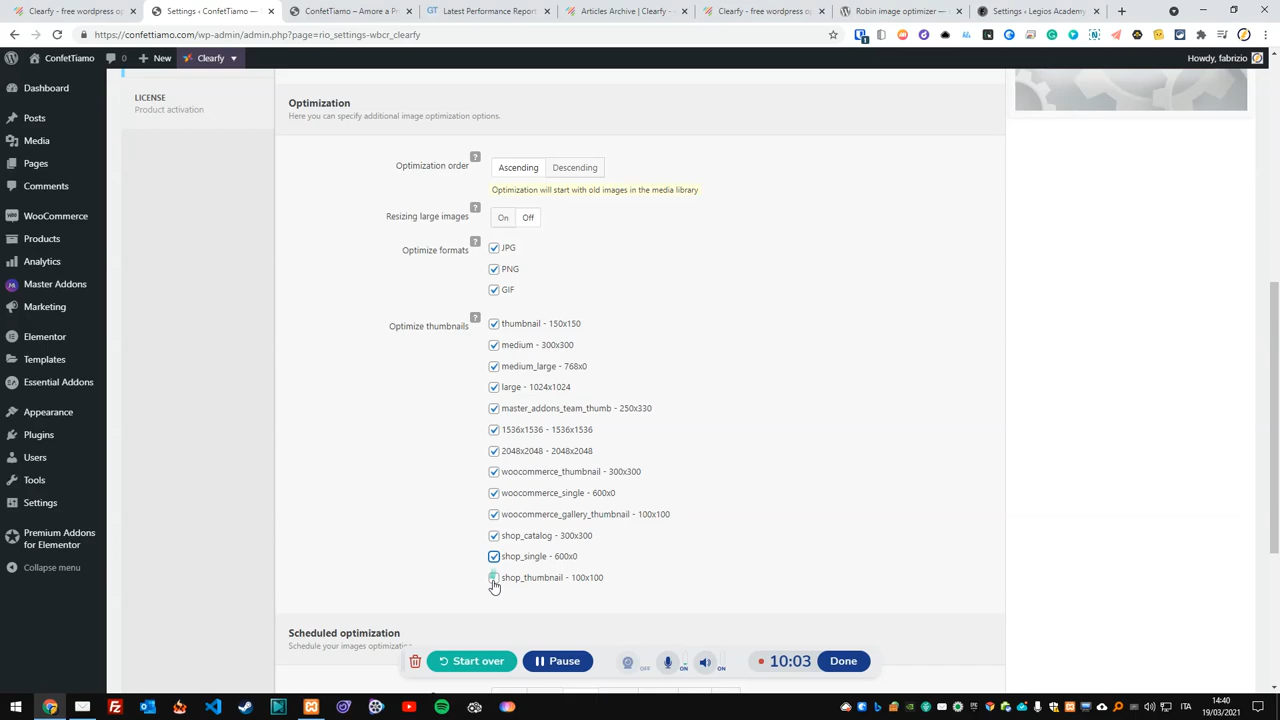 Clearfy - free wordpress op
Settings ‹ ConfetTiamo —
ConfetTiamo – Amore a P
Latest Performance Report
Articles Archive | Clearfy -
Clearfy - free wordpress op
Robin image optimizer —
Settings ‹ Legios Academy
https://confettiamo.com/wp-admin/admin.php?page=rio_settings-wbcr_clearfy
ConfetTiamo
0
New
Clearfy
Howdy, fabrizio
Dashboard
Posts
Media
Pages
Comments
WooCommerce
Products
Analytics
Master Addons
Marketing
Elementor
Templates
Essential Addons
Appearance
Plugins
Users
Tools
Settings
Premium Addons
for Elementor
Collapse menu
LICENSE
Product activation
Optimization
Here you can specify additional image optimization options.
Optimization order
?
Ascending
Descending
Optimization will start with old images in the media library
Resizing large images
?
On
Off
Optimize formats
?
JPG
PNG
GIF
Optimize thumbnails
?
thumbnail - 150x150
medium - 300x300
medium_large - 768x0
large - 1024x1024
master_addons_team_thumb - 250x330
1536x1536 - 1536x1536
2048x2048 - 2048x2048
woocommerce_thumbnail - 300x300
woocommerce_single - 600x0
woocommerce_gallery_thumbnail - 100x100
shop_catalog - 300x300
shop_single - 600x0
shop_thumbnail - 100x100
Scheduled optimization
Schedule your images optimization
Start over
Pause
OFF
ON
ON
10:03
Done
ITA
14:40
19/03/2021